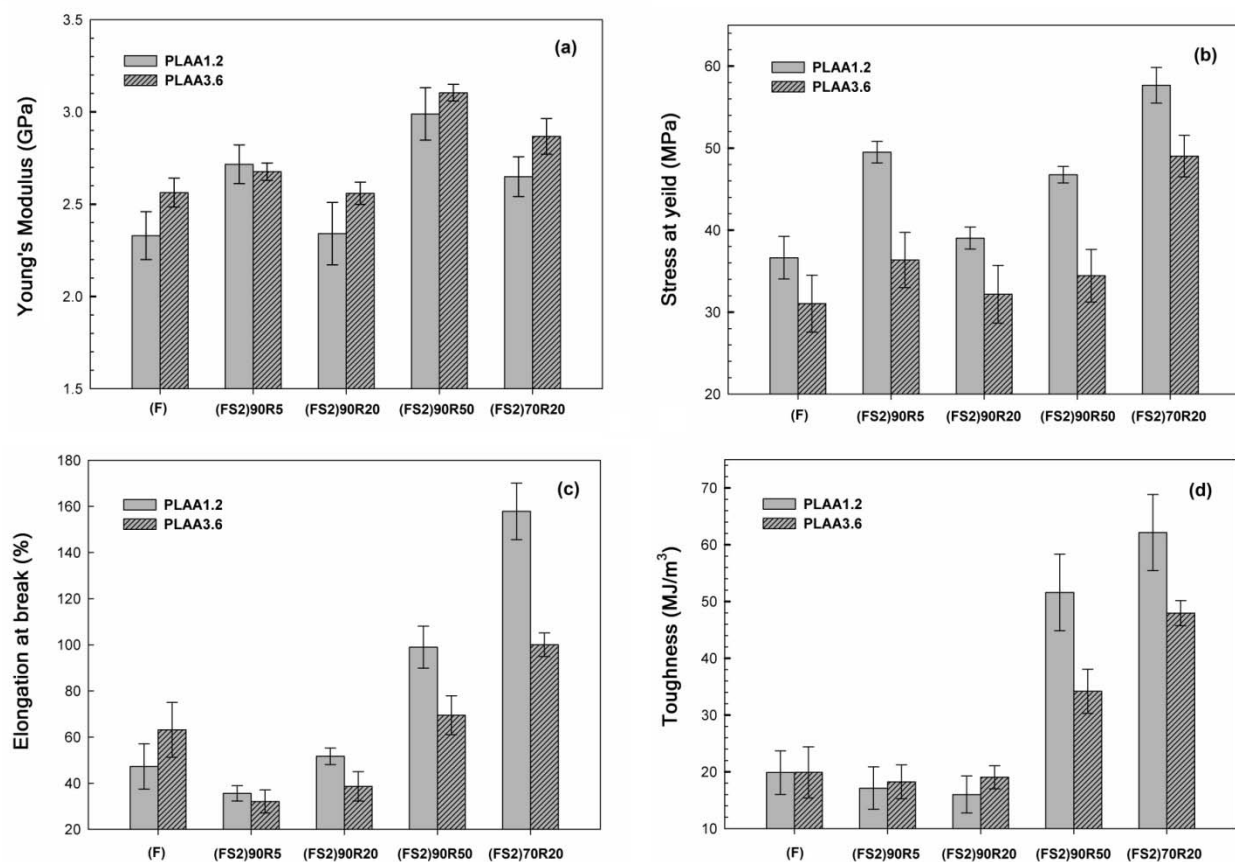 (a)
PLAA1.2
PLAA3.6
Young's Modulus (GPa)
3.5
3.0
2.5
2.0
1.5
(F)
(FS2)90R5
(FS2)90R20
(FS2)90R50
(FS2)70R20
(b)
PLAA1.2
PLAA3.6
Stress at yeild (MPa)
60
50
40
30
20
(F)
(FS2)90R5
(FS2)90R20
(FS2)90R50
(FS2)70R20
(c)
PLAA1.2
PLAA3.6
Elongation at break (%)
180
160
140
120
100
80
60
40
20
(F)
(FS2)90R5
(FS2)90R20
(FS2)90R50
(FS2)70R20
(d)
PLAA1.2
PLAA3.6
Toughness (MJ/m³)
70
60
50
40
30
20
10
(F)
(FS2)90R5
(FS2)90R20
(FS2)90R50
(FS2)70R20